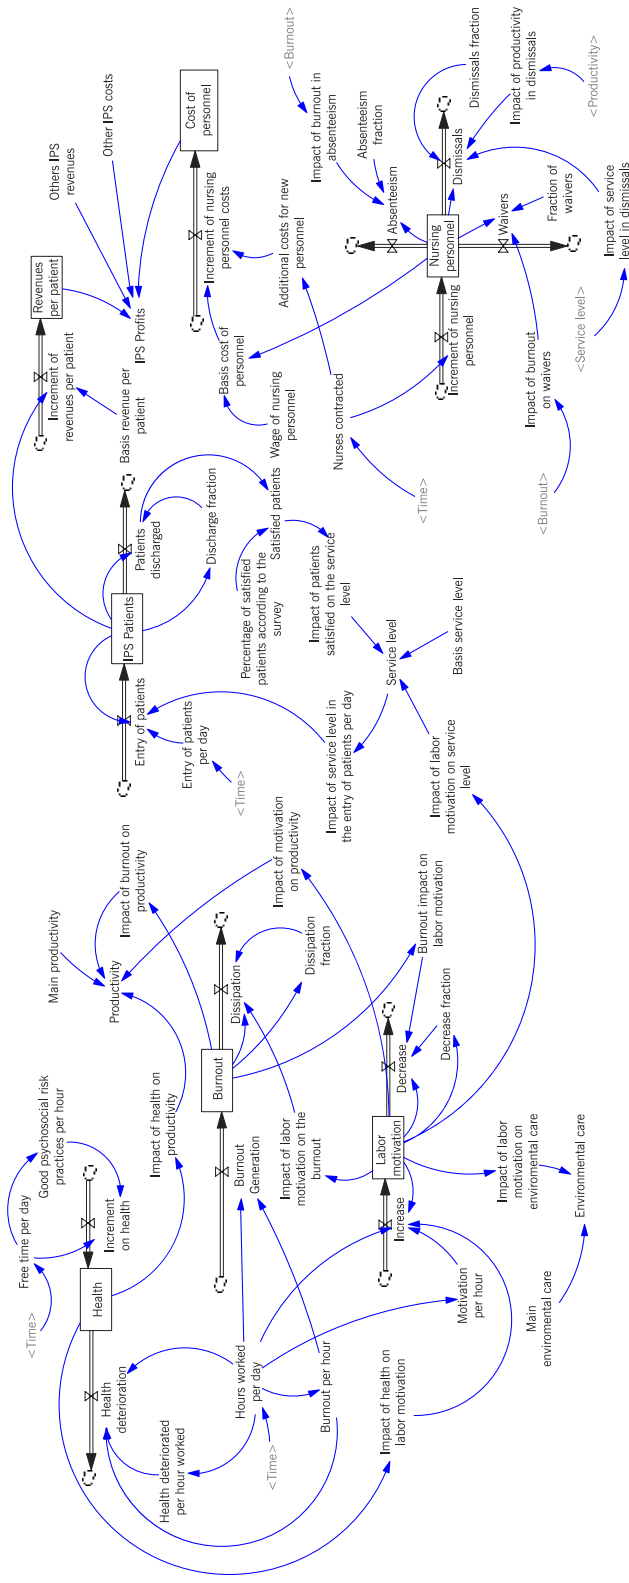 <Time>
Free time per day
Good psychosocial risk
practices per hour
Health
Increment
on health
Health
deterioration
Health deteriorated
per hour worked
Impact of health on
productivity
Main productivity
Productivity
Impact of burnout on
productivity
Hours worked
per day
<Time>
Burnout per hour
Burnout
Generation
Burnout
Dissipation
Dissipation
fraction
Impact of motivation
on productivity
Impact of labor
motivation on the
burnout
Impact of health on
labor motivation
Motivation
per hour
Increase
Labor
motivation
Decrease
Decrease fraction
Burnout impact on
labor motivation
Impact of labor
motivation on
enviromental care
Main
enviromental care
Environmental care
Impact of labor
motivation on service
level
Entry of patients
IPS Patients
Patients
discharged
Entry of patients
per day
<Time>
Discharge fraction
Percentage of satisfied
patients according to the
survey
Satisfied patients
Impact of patients
satisfied on the service
level
Impact of service level in
the entry of patients per day
Service level
Basis service level
Increment of
revenues per patient
Revenues
per patient
Basis revenue per
patient
Others IPS
revenues
Other IPS costs
IPS Profits
Cost of
personnel
Increment of nursing
personnel costs
Basis cost of
personnel
Wage of nursing
personnel
Additional costs for new
personnel
Nurses contracted
<Time>
<Burnout>
Impact of burnout in
absenteeism
Absenteeism
fraction
Absenteeism
Increment of nursing
personnel
Nursing
personnel
Dismissals
Dismissals fraction
Impact of productivity
in dismissals
<Productivity>
Waivers
Fraction of
waivers
Impact of burnout
on waivers
<Burnout>
<Service level>
Impact of service
level in dismissals